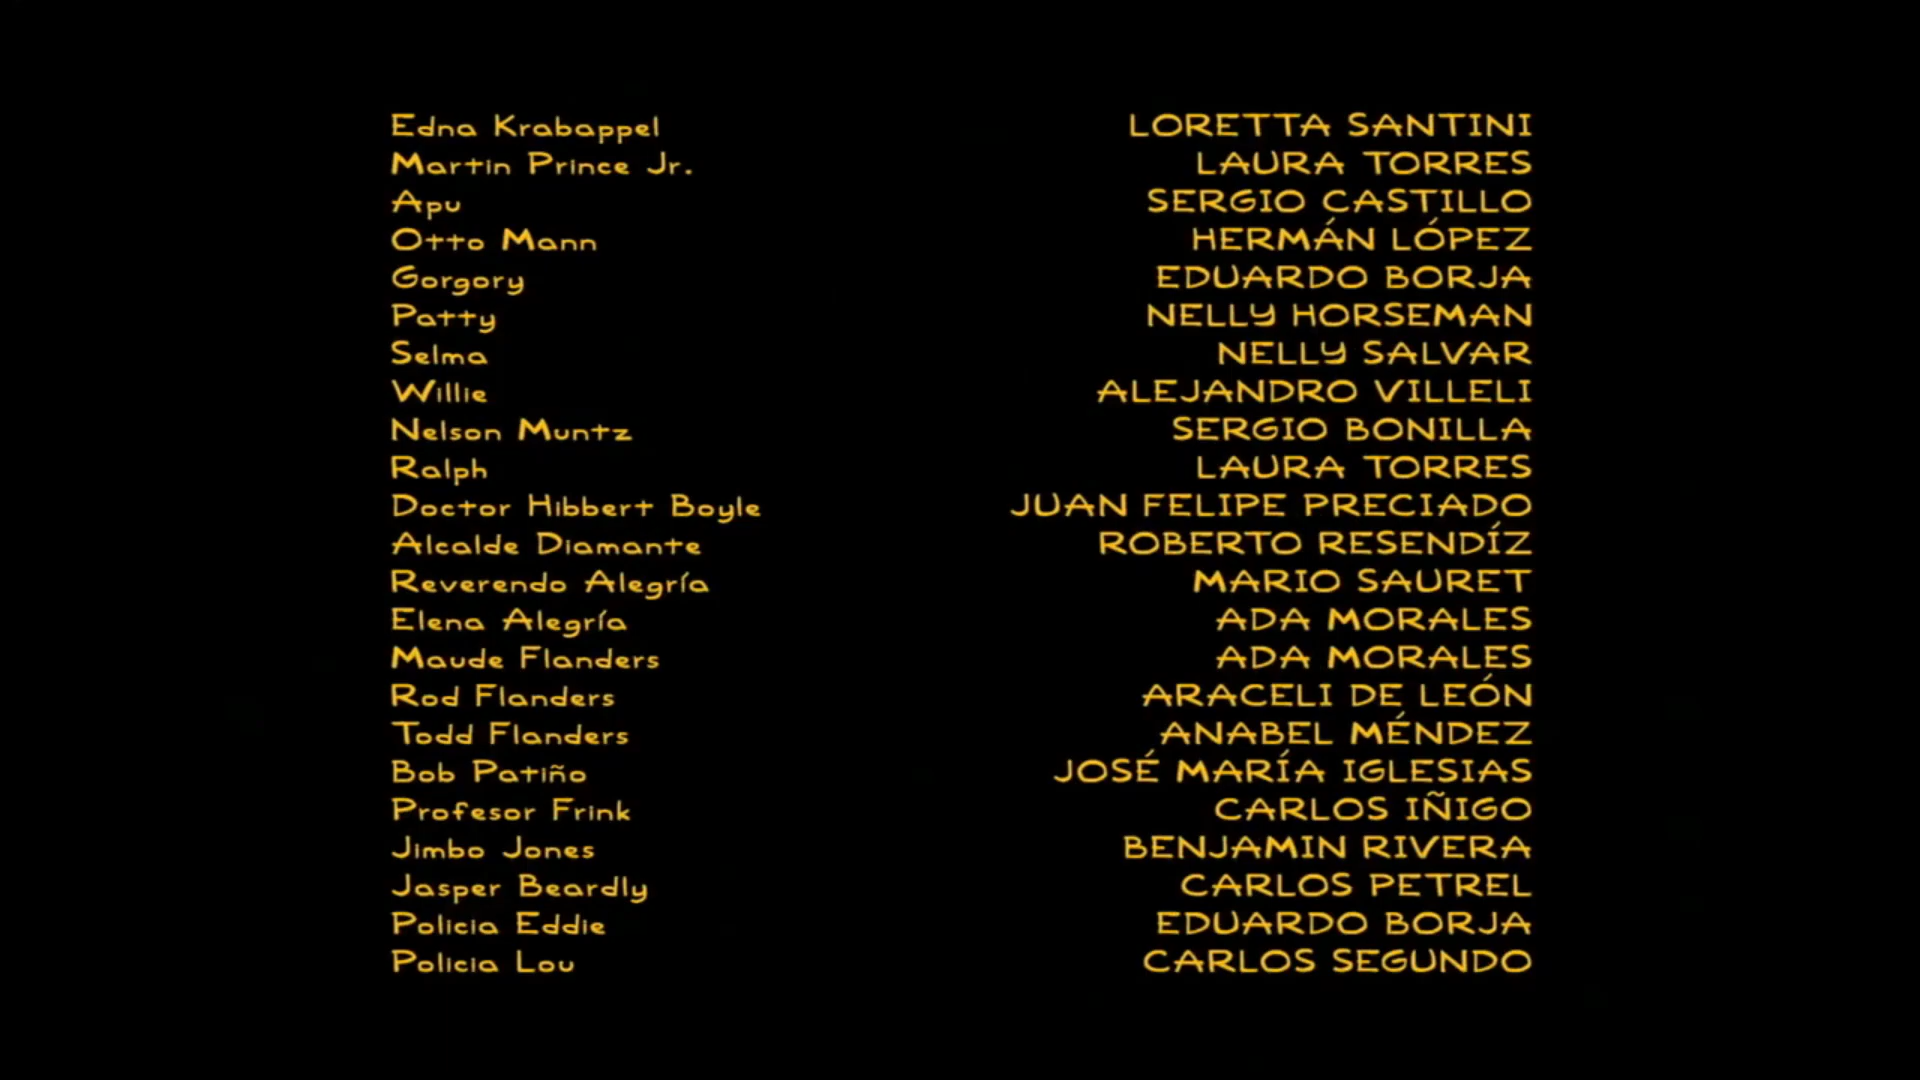 Edna Krabappel LORETTA SANTINI
Martin Prince Jr. LAURA TORRES
Apu SERGIO CASTILLO
Otto Mann HERMÁN LÓPEZ
Gorgory EDUARDO BORJA
Patty NELLY HORSEMAN
Selma NELLY SALVAR
Willie ALEJANDRO VILLELI
Nelson Muntz SERGIO BONILLA
Ralph LAURA TORRES
Doctor Hibbert Boyle JUAN FELIPE PRECIADO
Alcalde Diamante ROBERTO RESENDÍZ
Reverendo Alegría MARIO SAURET
Elena Alegría ADA MORALES
Maude Flanders ADA MORALES
Rod Flanders ARACELI DE LEÓN
Todd Flanders ANABEL MÉNDEZ
Bob Patiño JOSÉ MARÍA IGLESIAS
Profesor Frink CARLOS IÑIGO
Jimbo Jones BENJAMIN RIVERA
Jasper Beardly CARLOS PETREL
Policia Eddie EDUARDO BORJA
Policia Lou CARLOS SEGUNDO